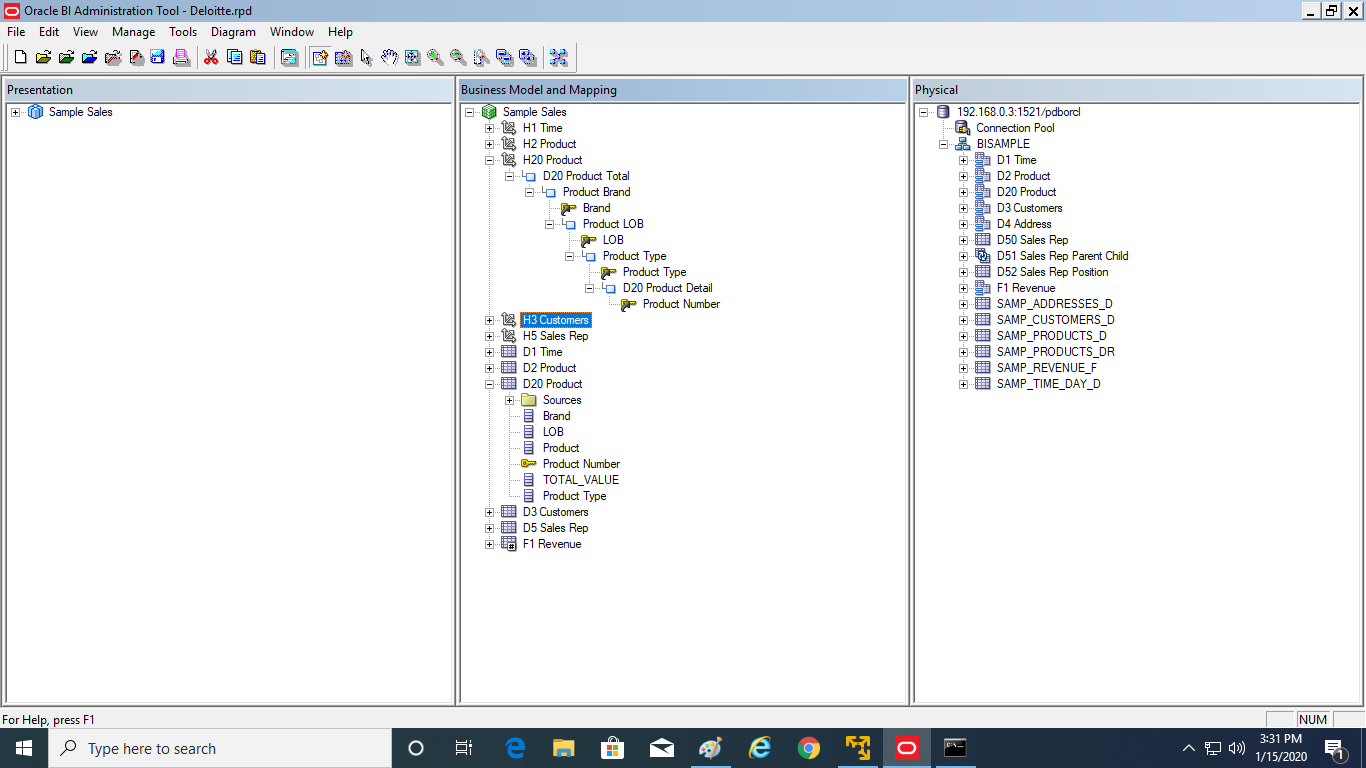 Oracle BI Administration Tool - Deloitte.rpd
File Edit View Manage Tools Diagram Window Help
Presentation
Sample Sales
Business Model and Mapping
Sample Sales
H1 Time
H2 Product
H20 Product
D20 Product Total
Product Brand
Brand
Product LOB
LOB
Product Type
Product Type
D20 Product Detail
Product Number
H3 Customers
H5 Sales Rep
D1 Time
D2 Product
D20 Product
Sources
Brand
LOB
Product
Product Number
TOTAL_VALUE
Product Type
D3 Customers
D5 Sales Rep
F1 Revenue
Physical
192.168.0.3:1521/pdborcl
Connection Pool
BISAMPLE
D1 Time
D2 Product
D20 Product
D3 Customers
D4 Address
D50 Sales Rep
D51 Sales Rep Parent Child
D52 Sales Rep Position
F1 Revenue
SAMP_ADDRESSES_D
SAMP_CUSTOMERS_D
SAMP_PRODUCTS_D
SAMP_PRODUCTS_DR
SAMP_REVENUE_F
SAMP_TIME_DAY_D
For Help, press F1
NUM
Type here to search
3:31 PM
1/15/2020
1